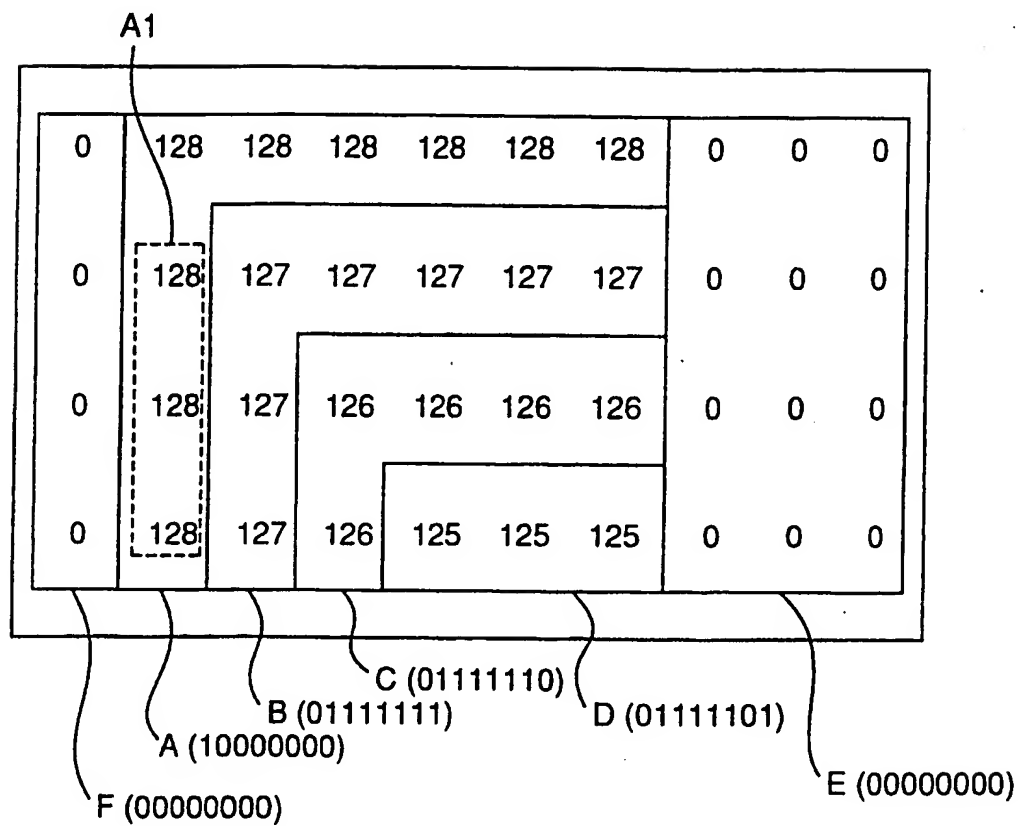 A1
0 128 128 128 128 128 128 0 0 0
0 128 127 127 127 127 127 0 0 0
0 128 127 126 126 126 126 0 0 0
0 128 127 126 125 125 125 0 0 0
C (01111110)
B (01111111)
D (01111101)
A (10000000)
E (00000000)
F (00000000)